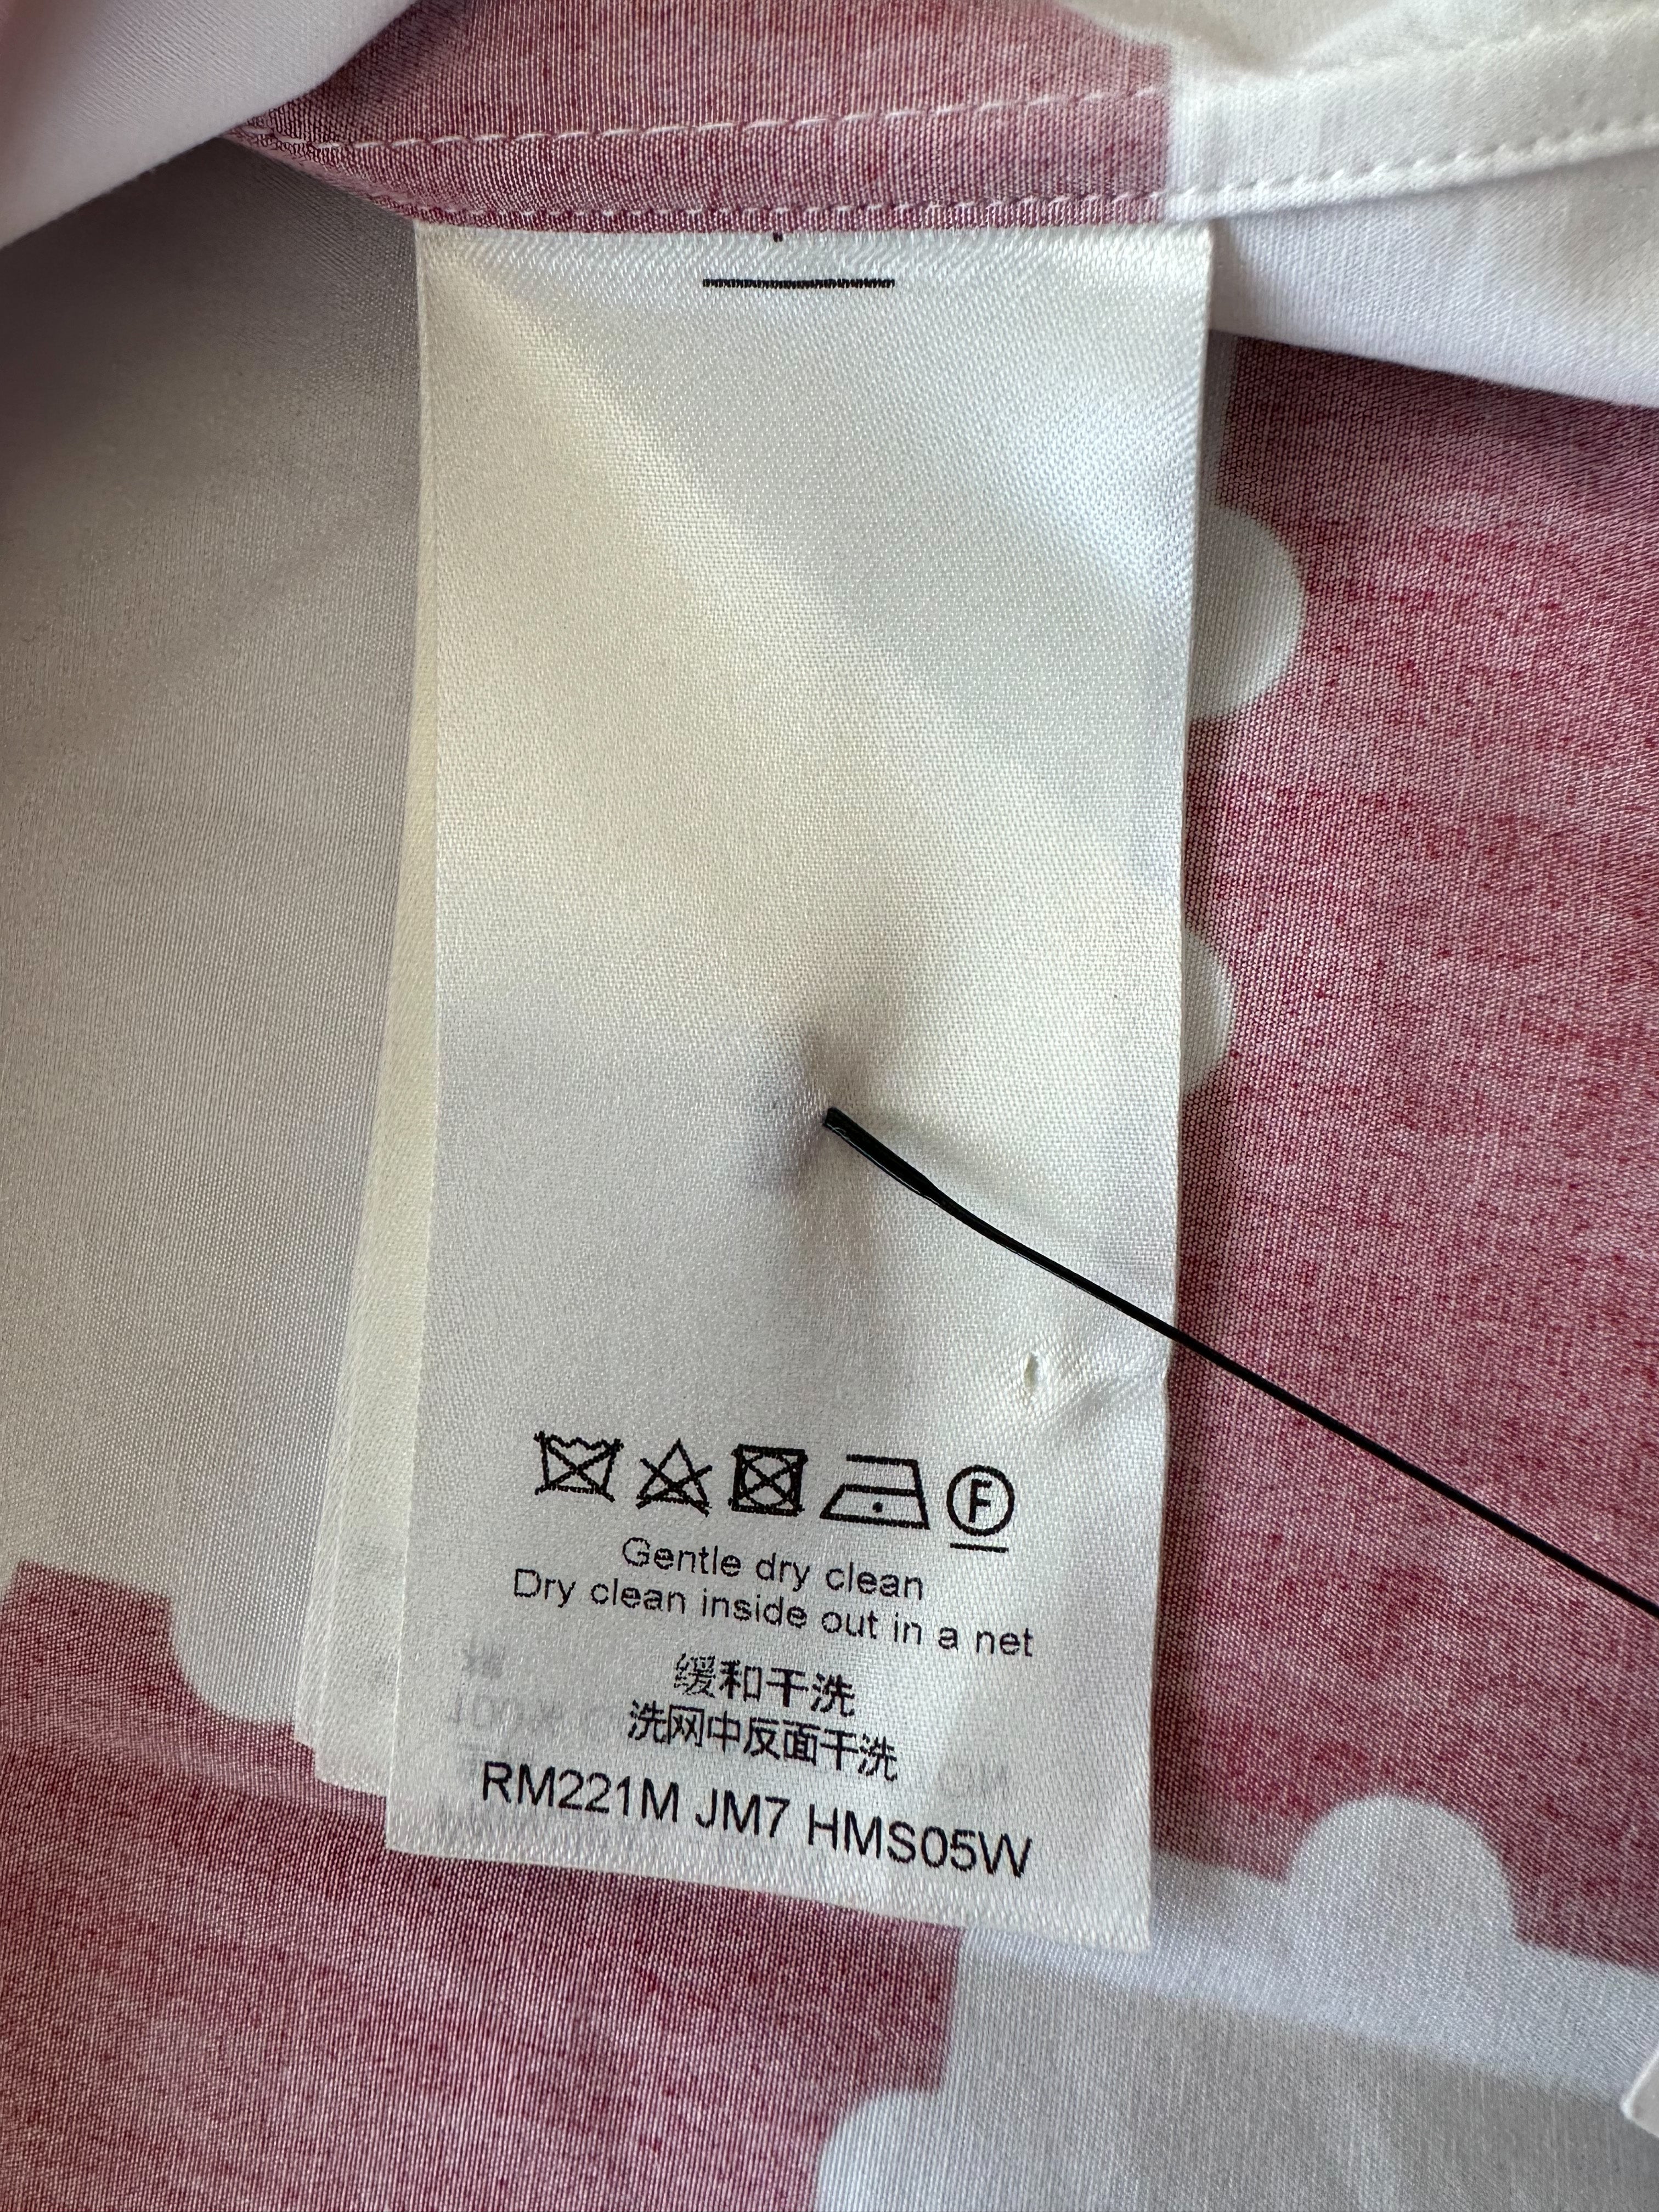 F
Gentle dry clean
Dry clean inside out in a net
缓和干洗
洗网中反面干洗
RM221M JM7 HMS05W